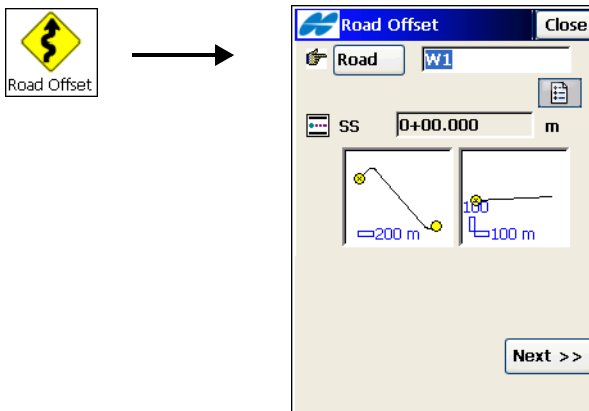 Road Offset
Road Offset Close
Road W1
SS 0+00.000 m
200 m
100
100 m
Next >>